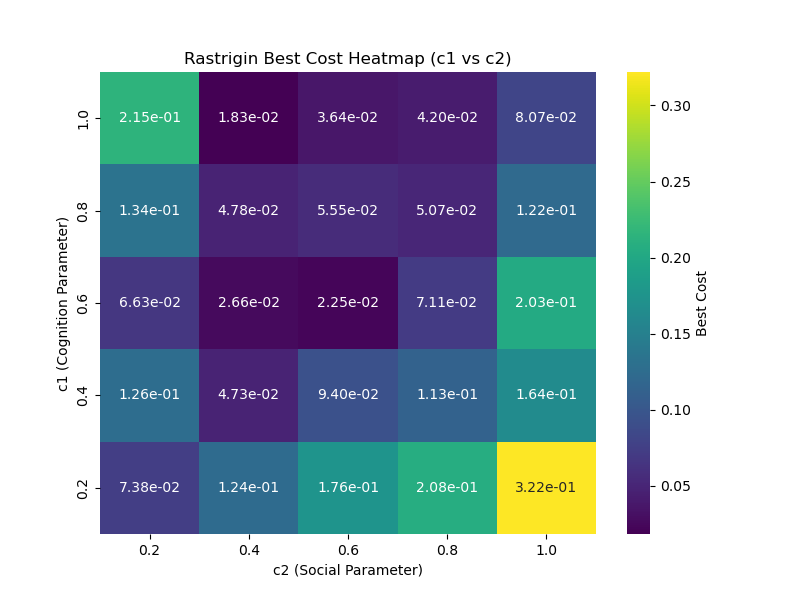 Rastrigin Best Cost Heatmap (c1 vs c2)
c1 (Cognition Parameter)
1.0 2.15e-01 1.83e-02 3.64e-02 4.20e-02 8.07e-02
0.8 1.34e-01 4.78e-02 5.55e-02 5.07e-02 1.22e-01
0.6 6.63e-02 2.66e-02 2.25e-02 7.11e-02 2.03e-01
0.4 1.26e-01 4.73e-02 9.40e-02 1.13e-01 1.64e-01
0.2 7.38e-02 1.24e-01 1.76e-01 2.08e-01 3.22e-01
0.2 0.4 0.6 0.8 1.0
c2 (Social Parameter)
0.30
0.25
0.20
0.15
0.10
0.05
Best Cost